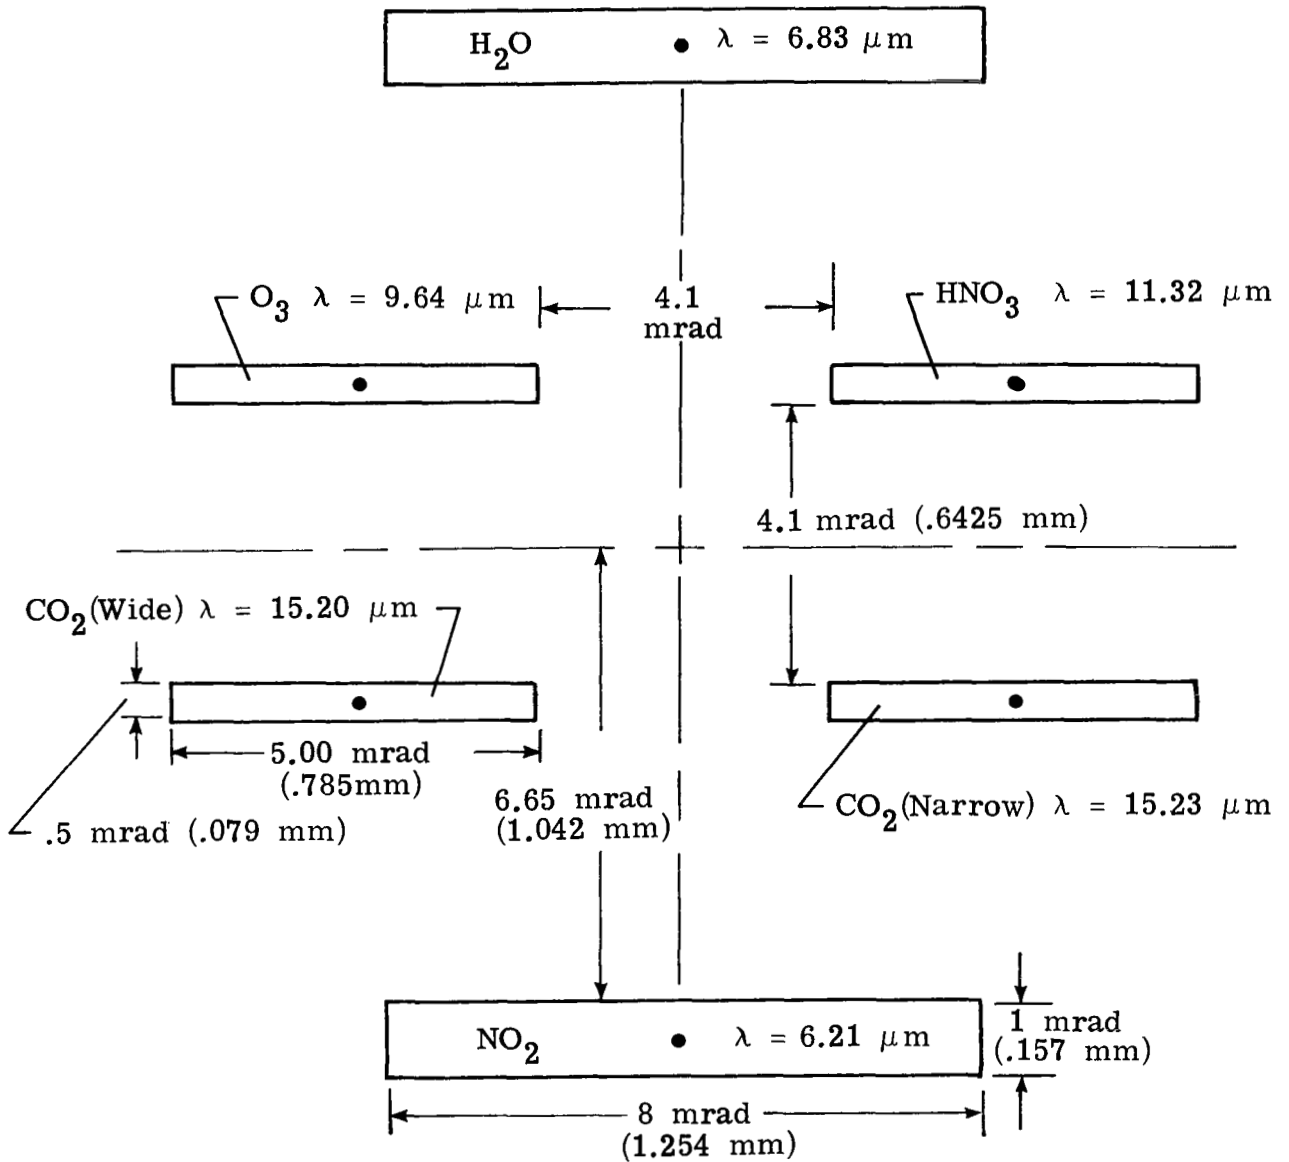 H₂O λ = 6.83 μm
O₃ λ = 9.64 μm
4.1
mrad
HNO₃ λ = 11.32 μm
4.1 mrad (.6425 mm)
CO₂(Wide) λ = 15.20 μm
5.00 mrad
(.785mm)
6.65 mrad
(1.042 mm)
CO₂(Narrow) λ = 15.23 μm
.5 mrad (.079 mm)
NO₂ λ = 6.21 μm
1 mrad
(.157 mm)
8 mrad
(1.254 mm)